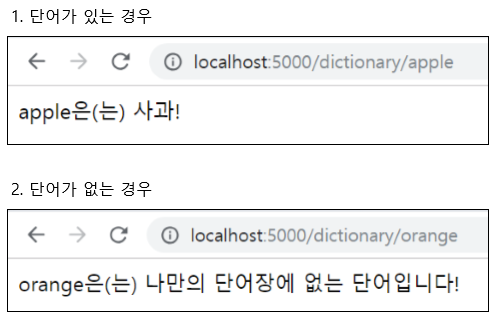 1. 단어가 있는 경우
localhost:5000/dictionary/apple
apple은(는) 사과!
2. 단어가 없는 경우
localhost:5000/dictionary/orange
orange은(는) 나만의 단어장에 없는 단어입니다!